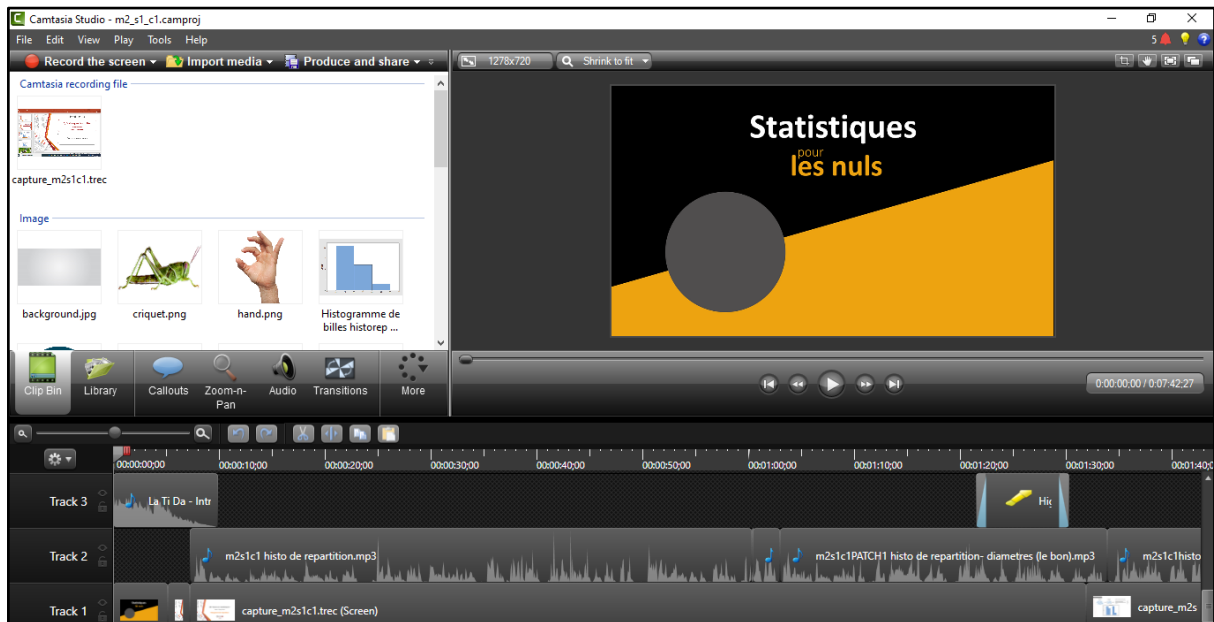 Camtasia Studio - m2_s1_c1.camproj
File Edit View Play Tools Help
5
Record the screen Import media Produce and share
1278x720 Shrink to fit
Camtasia recording file
capture_m2s1c1.trec
Image
background.jpg criquet.png hand.png Histogramme de
billes historep ...
Statistiques
pour
les nuls
Clip Bin Library Callouts Zoom-n-
Pan Audio Transitions More
0:00:00;00 / 0:07:42;27
00:00:00;00 00:00:10;00 00:00:20;00 00:00:30;00 00:00:40;00 00:00:50;00 00:01:00;00 00:01:10;00 00:01:20;00 00:01:30;00 00:01:40;0
Track 3 La Ti Da - Intr Hig
Track 2 m2s1c1 histo de repartition.mp3 m2s1c1PATCH1 histo de repartition- diametres (le bon).mp3 m2s1c1histo
Track 1 capture_m2s1c1.trec (Screen) capture_m2s